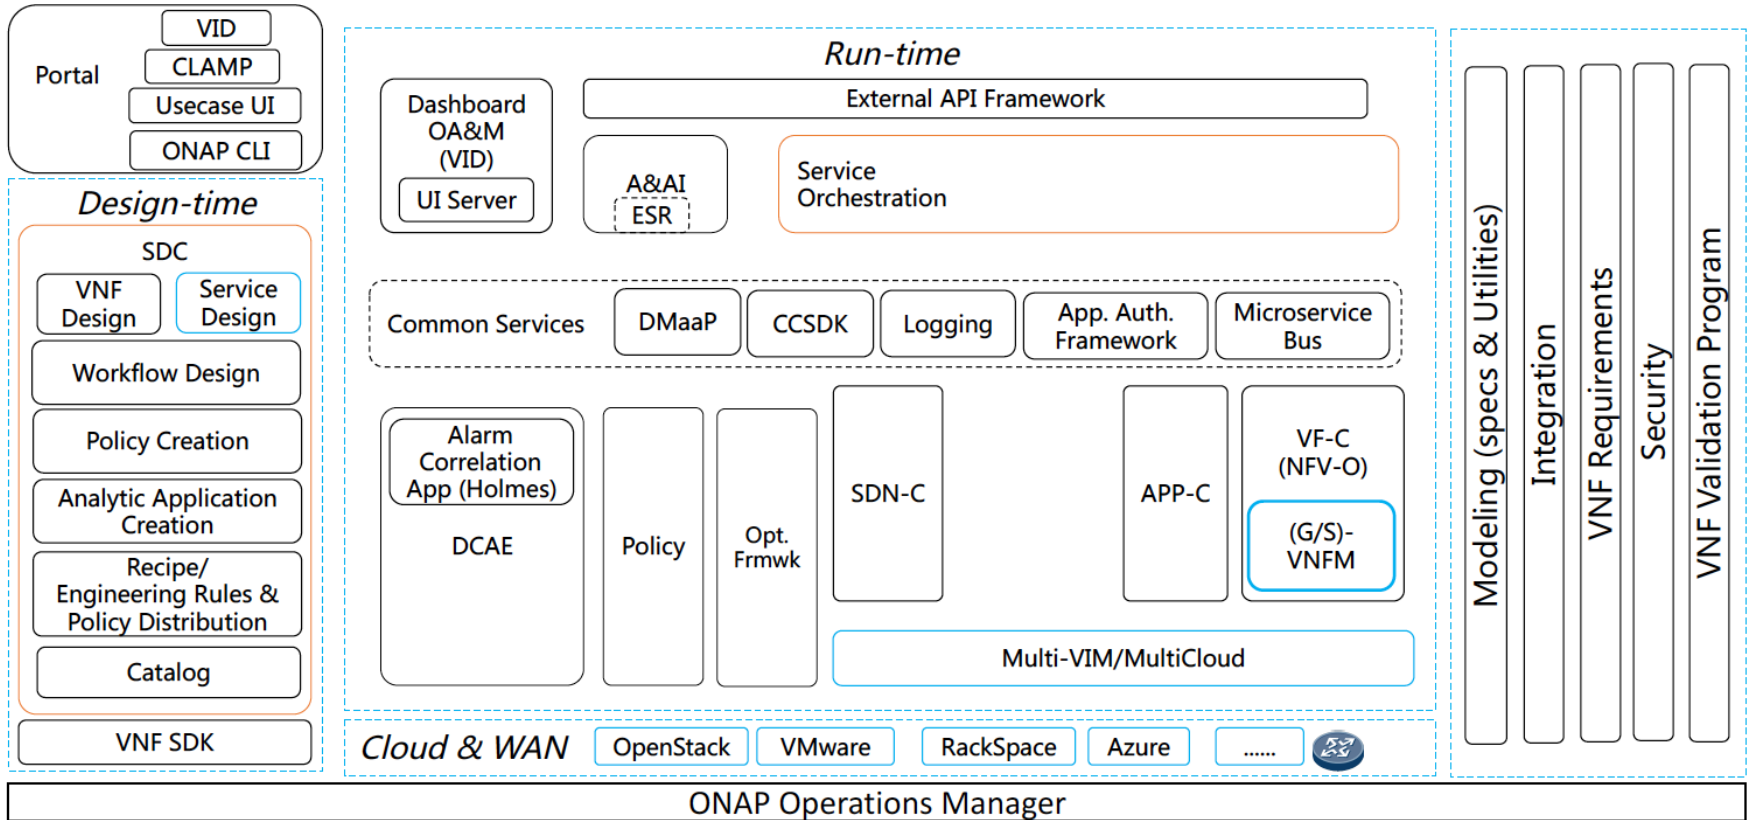 Portal
VID
CLAMP
Usecase UI
ONAP CLI
Design-time
SDC
VNF
Design
Service
Design
Workflow Design
Policy Creation
Analytic Application
Creation
Recipe/
Engineering Rules &
Policy Distribution
Catalog
VNF SDK
Run-time
Dashboard
OA&M
(VID)
UI Server
External API Framework
A&AI
ESR
Service
Orchestration
Common Services
DMaaP
CCSDK
Logging
App. Auth.
Framework
Microservice
Bus
Alarm
Correlation
App (Holmes)
DCAE
Policy
Opt.
Frmwk
SDN-C
APP-C
VF-C
(NFV-O)
(G/S)-
VNFM
Multi-VIM/MultiCloud
Cloud & WAN
OpenStack
VMware
RackSpace
Azure
......
Modeling (specs & Utilities)
Integration
VNF Requirements
Security
VNF Validation Program
ONAP Operations Manager